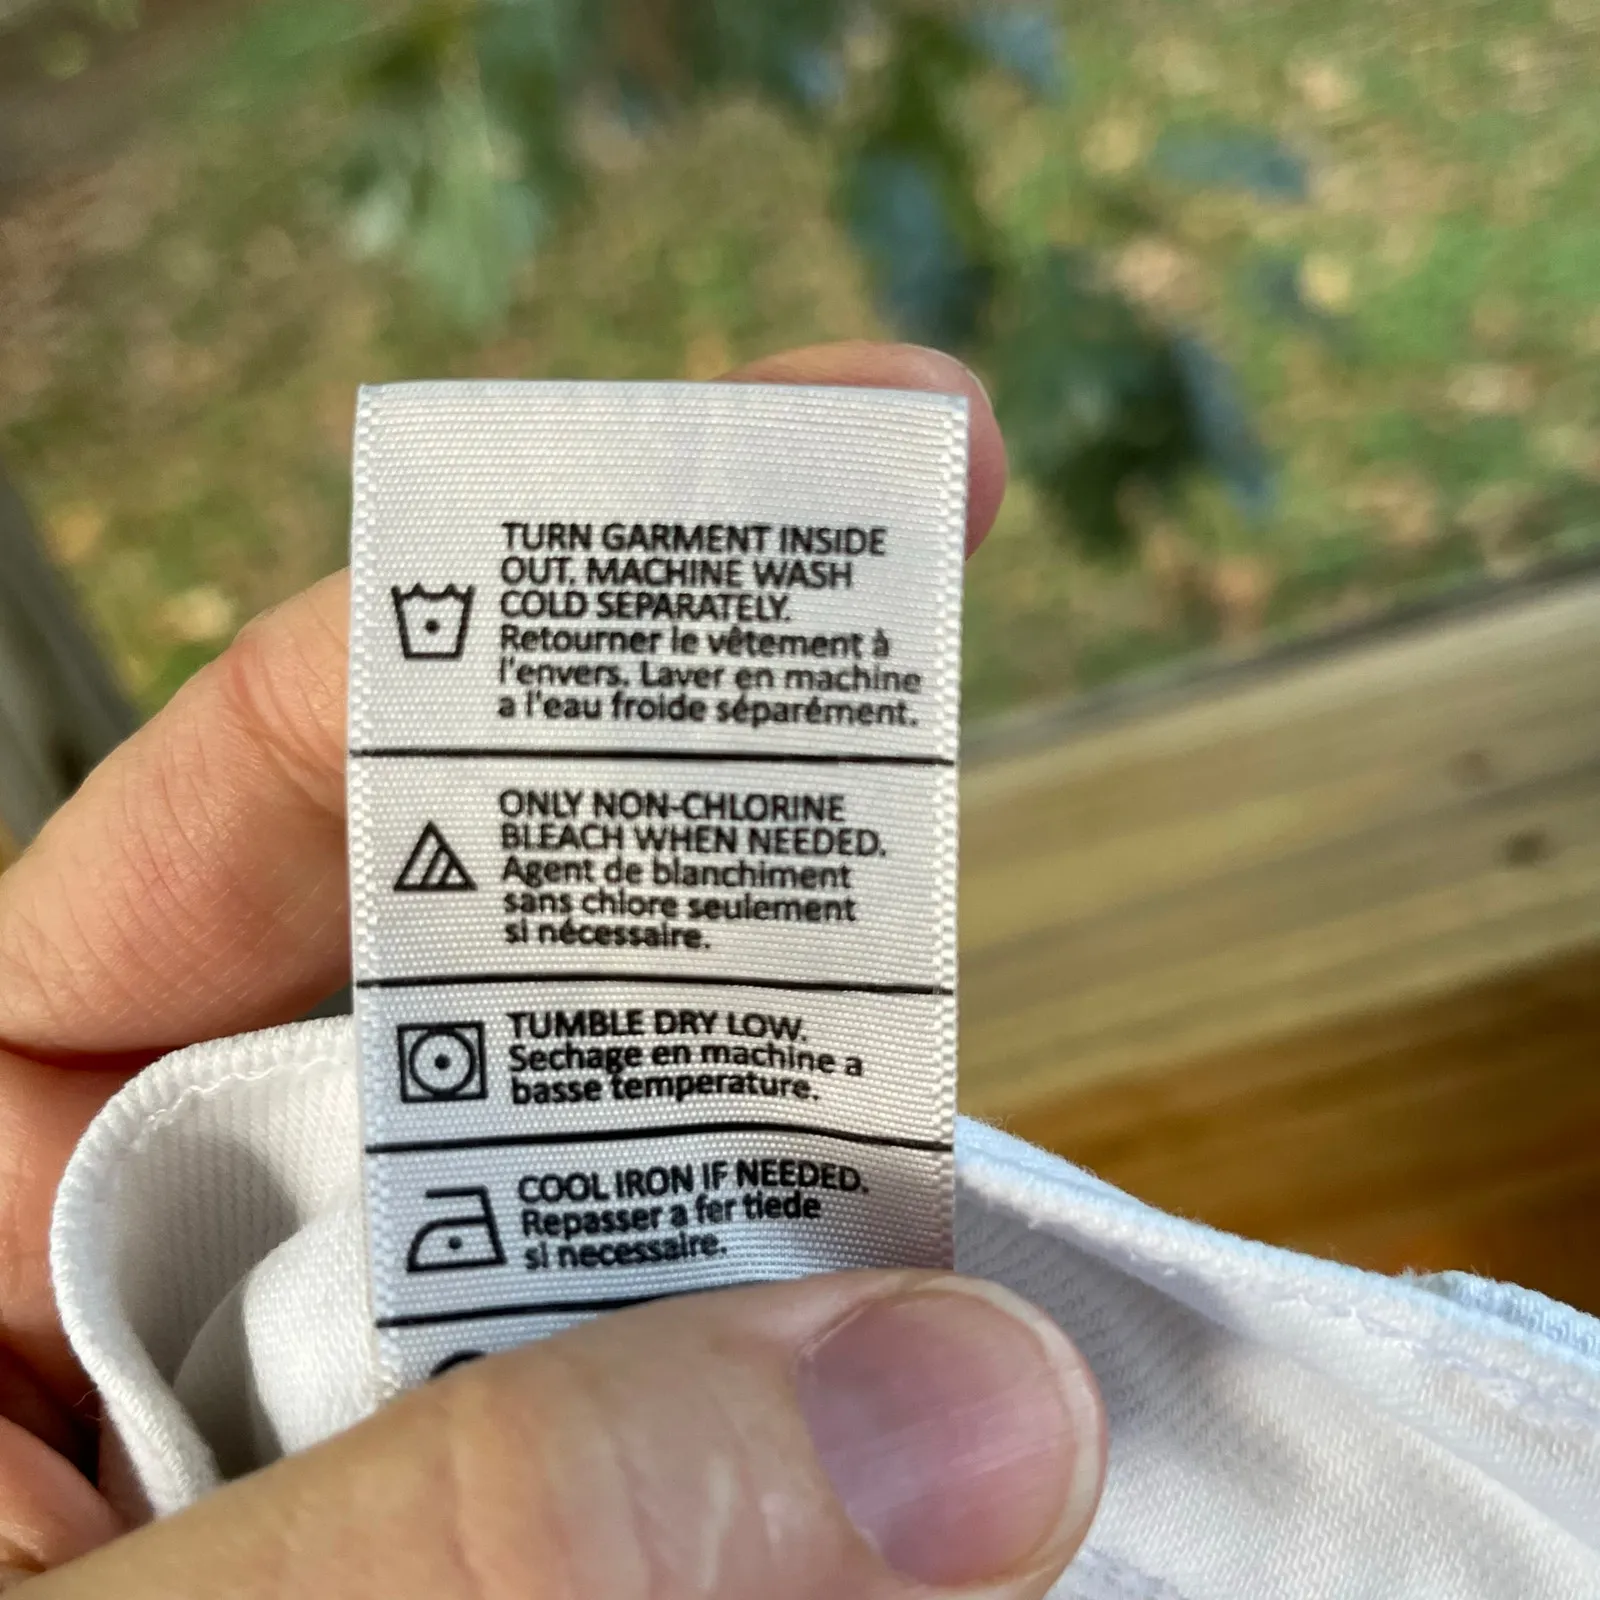 TURN GARMENT INSIDE
OUT. MACHINE WASH
COLD SEPARATELY.
Retourner le vêtement à
l'envers. Laver en machine
a l'eau froide séparément.
ONLY NON-CHLORINE
BLEACH WHEN NEEDED.
Agent de blanchiment
sans chlore seulement
si nécessaire.
TUMBLE DRY LOW.
Sechage en machine a
basse temperature.
COOL IRON IF NEEDED.
Repasser a fer tiede
si necessaire.